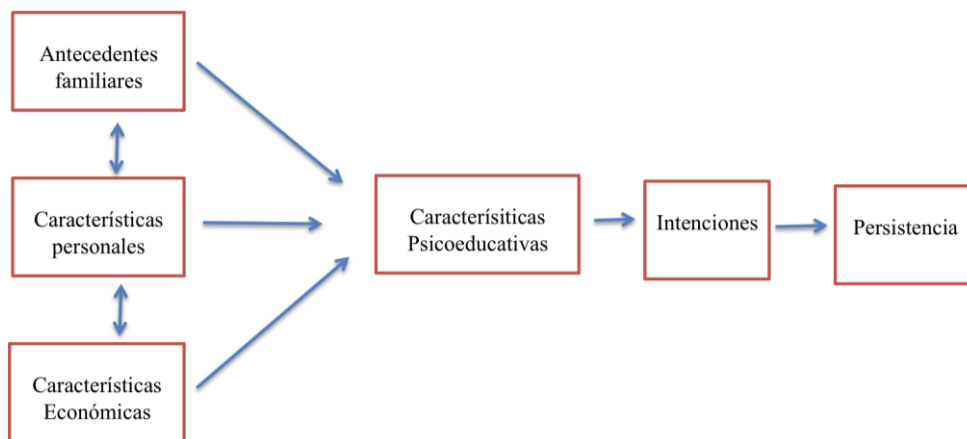 Antecedentes
familiares
Características
personales
Características
Económicas
Caracterísiticas
Psicoeducativas
Intenciones
Persistencia